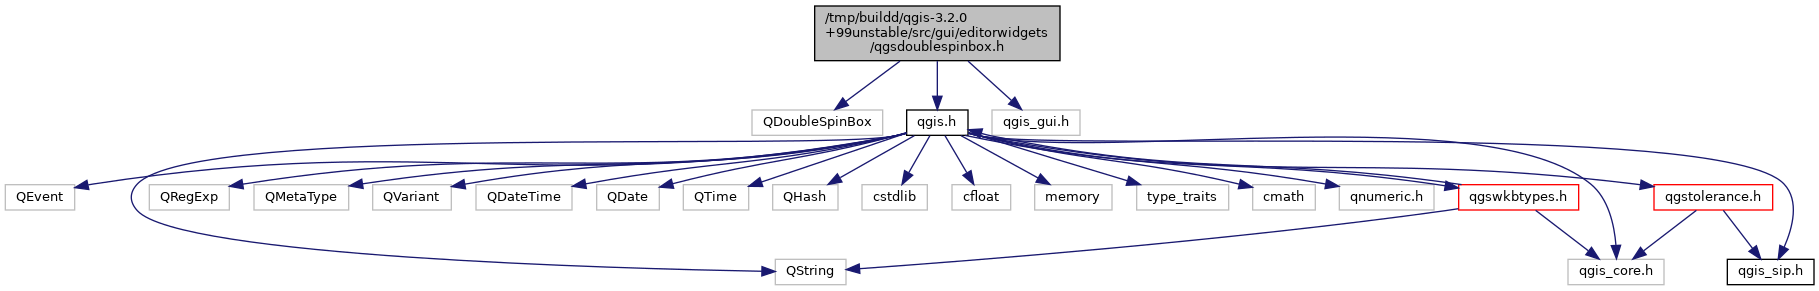 /tmp/buildd/qgis-3.2.0
+99unstable/src/gui/editorwidgets
/qgsdoublespinbox.h
QDoubleSpinBox
qgis.h
qgis_gui.h
QEvent
QRegExp
QMetaType
QVariant
QDateTime
QDate
QTime
QHash
cstdlib
cfloat
memory
type_traits
cmath
qnumeric.h
qgswkbtypes.h
qgstolerance.h
QString
qgis_core.h
qgis_sip.h